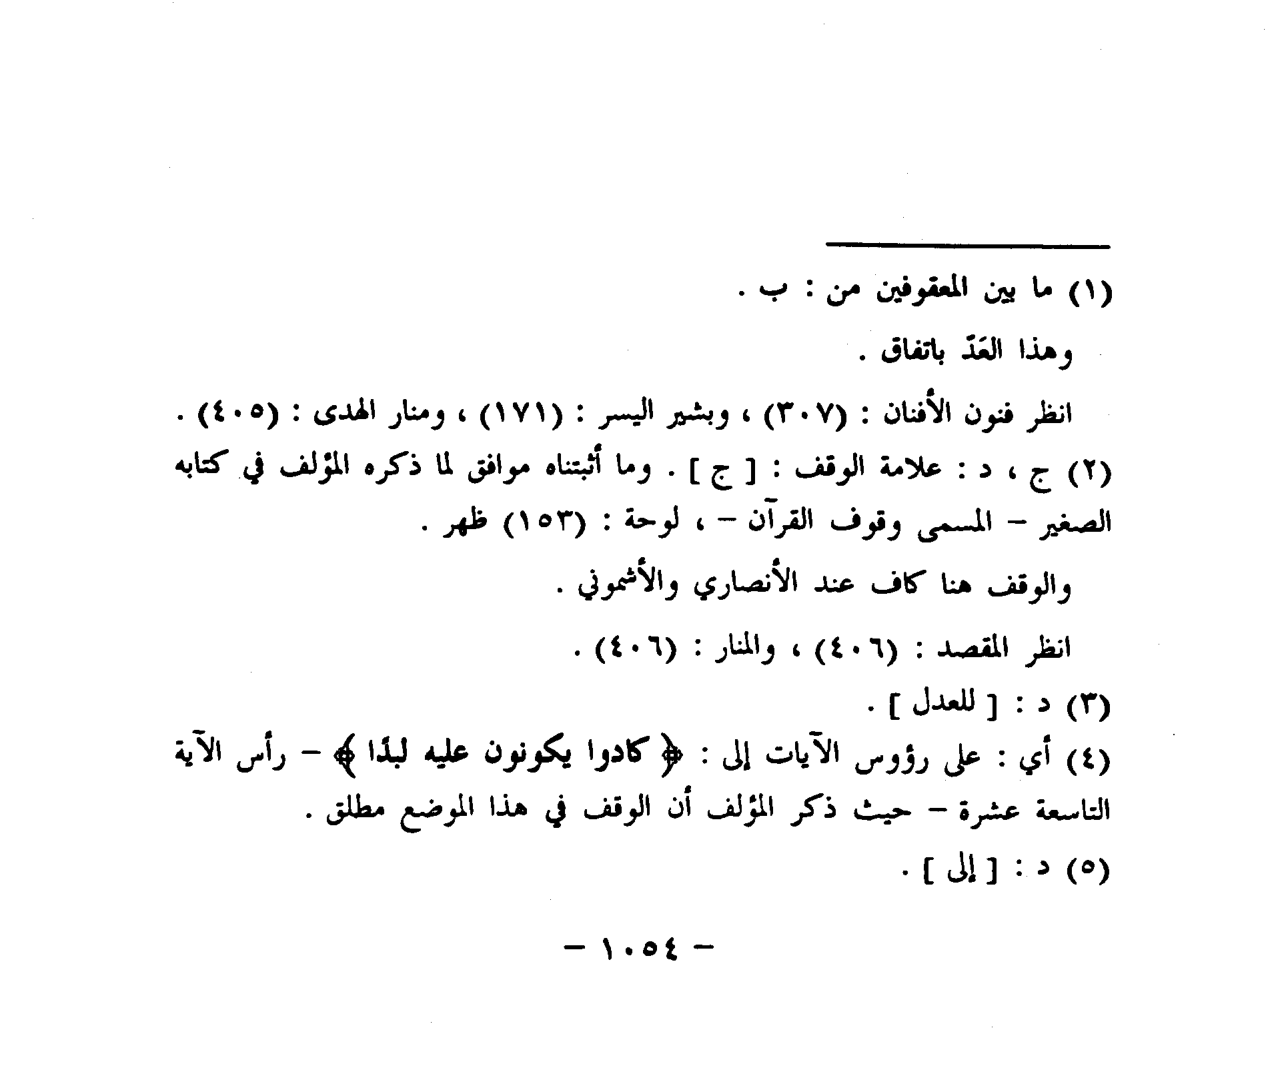 (١) ما بين المعقوفين من : ب .
وهذا العَدّ باتفاق .
انظر فنون الأفنان : (٣٠٧) ، وبشير اليسر : (١٧١) ، ومنار الهدى : (٤٠٥) .
(٢) ج ، د : علامة الوقف : [ ج ] . وما أثبتناه موافق لما ذكره المؤلف في كتابه
الصغير – المسمى وقوف القرآن – ، لوحة : (١٥٣) ظهر .
والوقف هنا كاف عند الأنصاري والأشموني .
انظر المقصد : (٤٠٦) ، والمنار : (٤٠٦) .
(٣) د : [ للعدل ] .
(٤) أي : على رؤوس الآيات إلى : ﴿ كادوا يكونون عليه لبدًا ﴾ – رأس الآية
التاسعة عشرة – حيث ذكر المؤلف أن الوقف في هذا الموضع مطلق .
(٥) د : [ إلى ] .
– ١٠٥٤ –